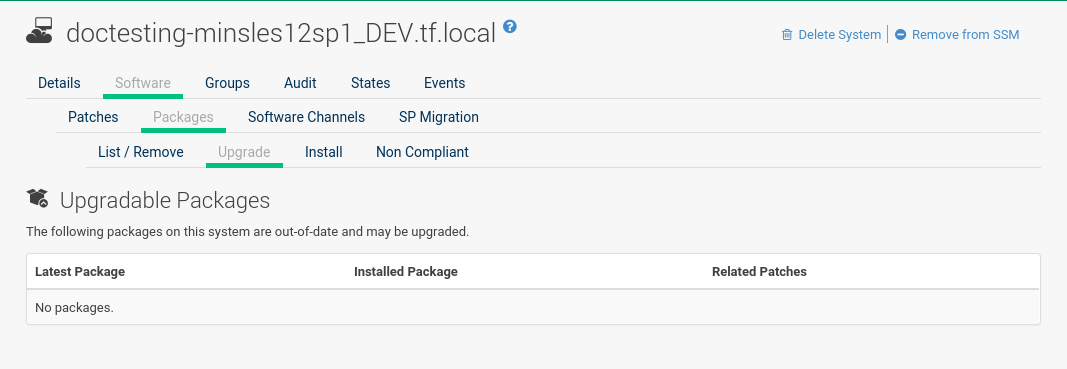 doctesting-minsles12sp1_DEV.tf.local ?
Delete System | Remove from SSM
Details Software Groups Audit States Events
Patches Packages Software Channels SP Migration
List / Remove Upgrade Install Non Compliant
Upgradable Packages
The following packages on this system are out-of-date and may be upgraded.
Latest Package Installed Package Related Patches
No packages.